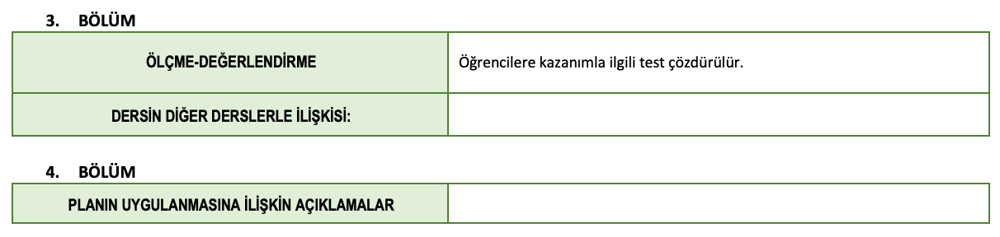 3. BÖLÜM
ÖLÇME-DEĞERLENDİRME
Öğrencilere kazanımla ilgili test çözdürülür.
DERSİN DİĞER DERSLERLE İLİŞKİSİ:
4. BÖLÜM
PLANIN UYGULANMASINA İLİŞKİN AÇIKLAMALAR